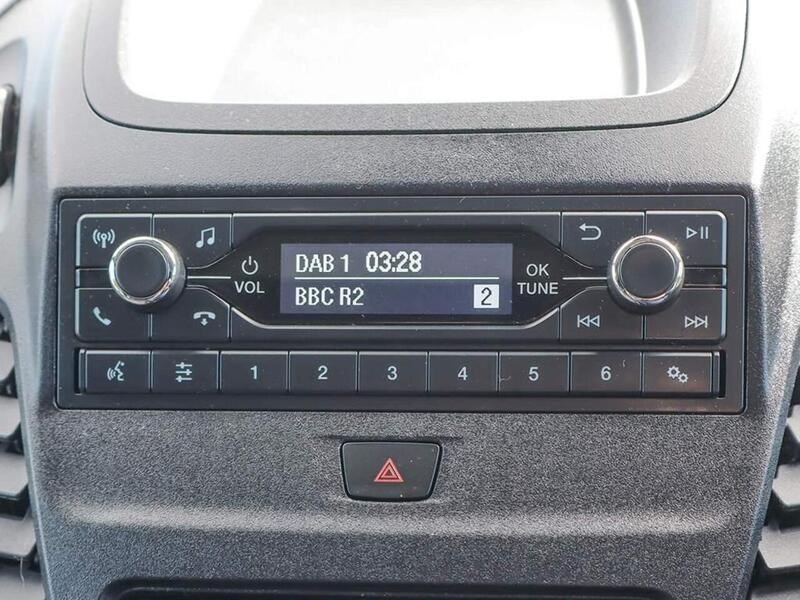 DAB 1 03:28
BBC R2 2
VOL
OK
TUNE
1 2 3 4 5 6